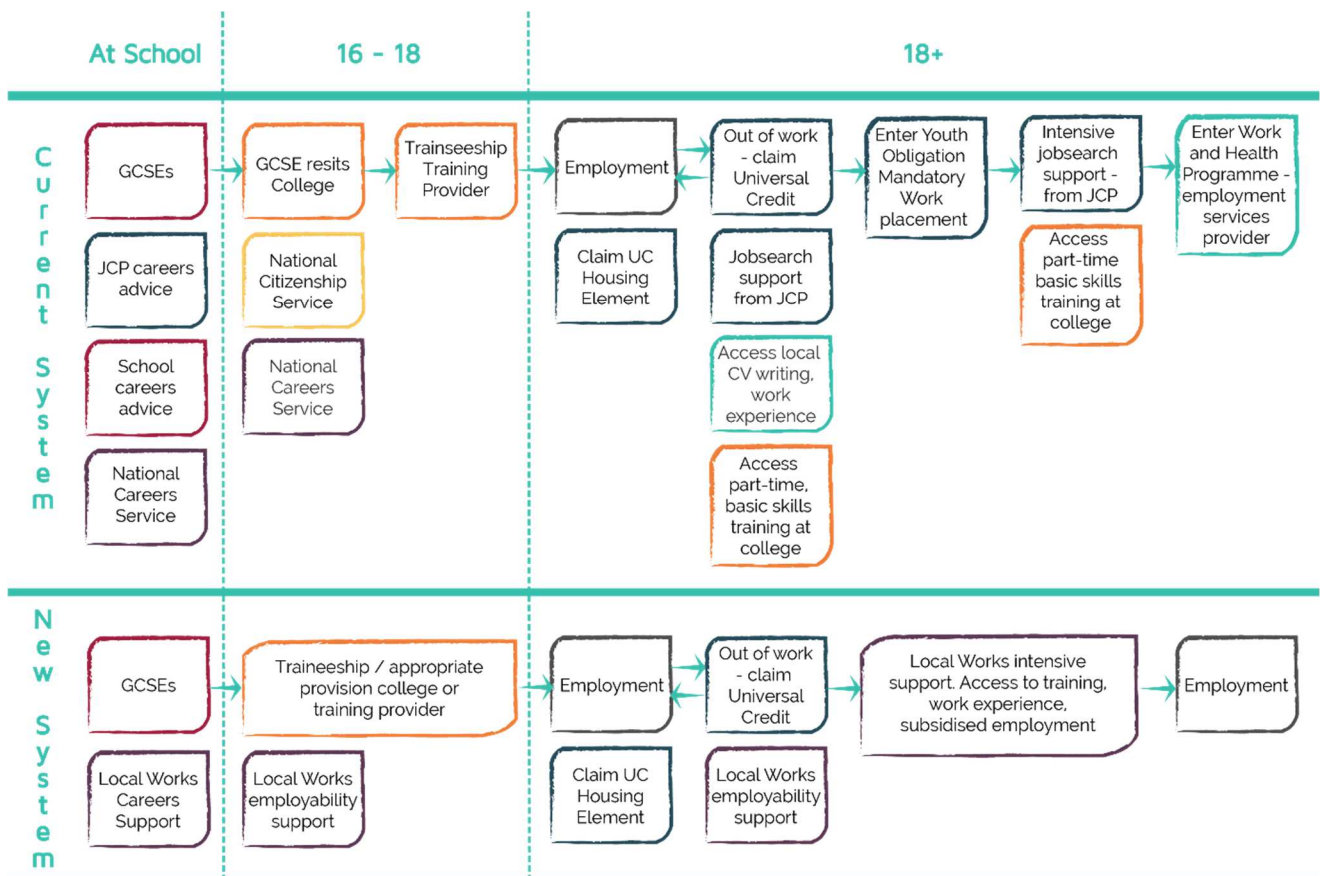 At School
16 - 18
18+
Current System
GCSEs
JCP careers
advice
School
careers
advice
National
Careers
Service
GCSE resits
College
National
Citizenship
Service
National
Careers
Service
Trainseeship
Training
Provider
Employment
Claim UC
Housing
Element
Out of work
- claim
Universal
Credit
Jobsearch
support
from JCP
Access local
CV writing,
work
experience
Access
part-time,
basic skills
training at
college
Enter Youth
Obligation
Mandatory
Work
placement
Intensive
jobsearch
support -
from JCP
Access
part-time
basic skills
training at
college
Enter Work
and Health
Programme -
employment
services
provider
New System
GCSEs
Local Works
Careers
Support
Traineeship / appropriate
provision college or
training provider
Local Works
employability
support
Employment
Claim UC
Housing
Element
Out of work
- claim
Universal
Credit
Local Works
employability
support
Local Works intensive
support. Access to training,
work experience,
subsidised employment
Employment